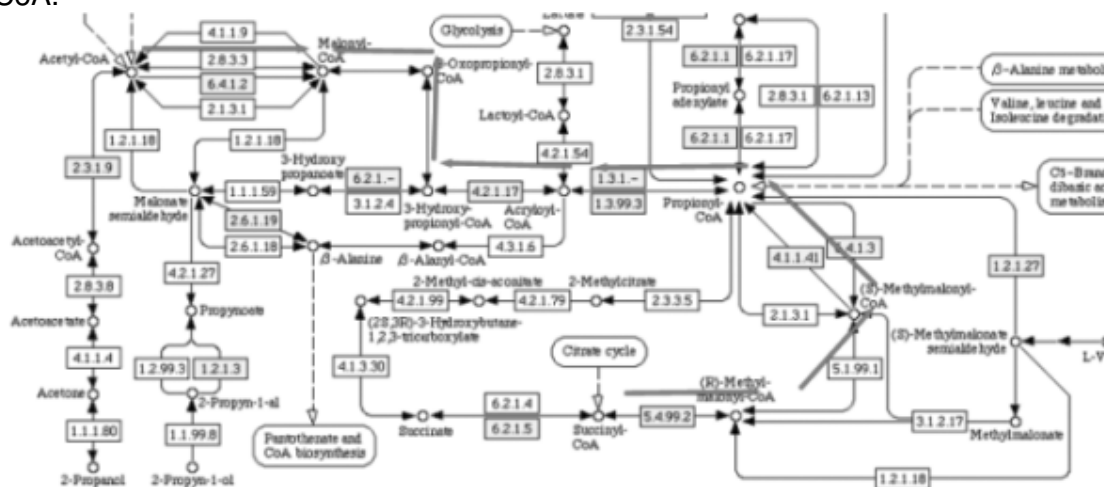 CoA.
4.1.1.9
Glycolysis
2.3.1.54
Acetyl-CoA
Malonyl-
CoA
2.8.3.3
6.4.1.2
2.1.3.1
-Oxopropionyl-
CoA
2.8.3.1
6.2.1.1
6.2.1.17
β-Alanine metabol
Propionyl
adenylate
2.8.3.1
6.2.1.13
Valine, leucine and
Isoleucine degradati
Lactoyl-CoA
1.2.1.18
1.2.1.18
4.2.1.54
6.2.1.1
6.2.1.17
2.3.1.9
3-Hydroxy
propanoate
6.2.1.-
1.3.1.-
C5-Bran
dibasic ac
metabolis
1.1.1.59
3.1.2.4
4.2.1.17
1.3.99.3
Malonate
semialdehyde
3-Hydroxy-
propionyl-CoA
Acryloyl-
CoA
Propionyl-
CoA
2.6.1.19
Acetoacetyl-
CoA
2.6.1.18
4.3.1.6
.4.1.3
4.1.1.41
β-Alanine
β-Alanyl-CoA
1.2.1.27
4.2.1.27
2-Methyl-cis-aconitate
2-Methylcitrate
2.8.3.8
4.2.1.99
4.2.1.79
2.3.3.5
(S)-Methylmalonyl-
CoA
Acetoacetate
Propynoate
2.1.3.1
(2S,3R)-3-Hydroxybutane-
1,2,3-tricarboxylate
(S)-Methylmalonate
semialdehyde
L-V
4.1.1.4
Citrate cycle
1.2.99.3
1.2.1.3
4.1.3.30
5.1.99.1
Acetone
(R)-Methyl-
malonyl-CoA
2-Propyn-1-al
6.2.1.4
6.2.1.5
5.4.99.2
3.1.2.17
Succinate
Succinyl-
CoA
Methylmalonate
1.1.1.80
1.1.99.8
Pantothenate and
CoA biosynthesis
2-Propanol
2-Propyn-1-ol
1.2.1.18